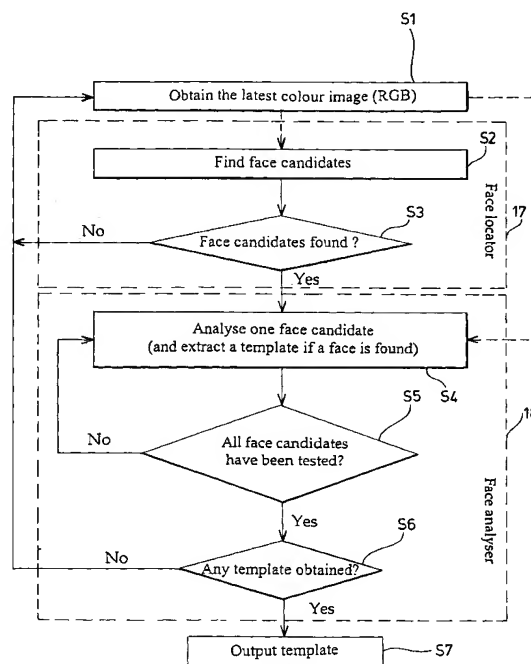 S1
Obtain the latest colour image (RGB)
S2
Find face candidates
S3
No
Face candidates found ?
Yes
Face locator
17
Analyse one face candidate
(and extract a template if a face is found)
S4
S5
18
No
All face candidates
have been tested?
Yes
Face analyser
S6
No
Any template obtained?
Yes
S7
Output template